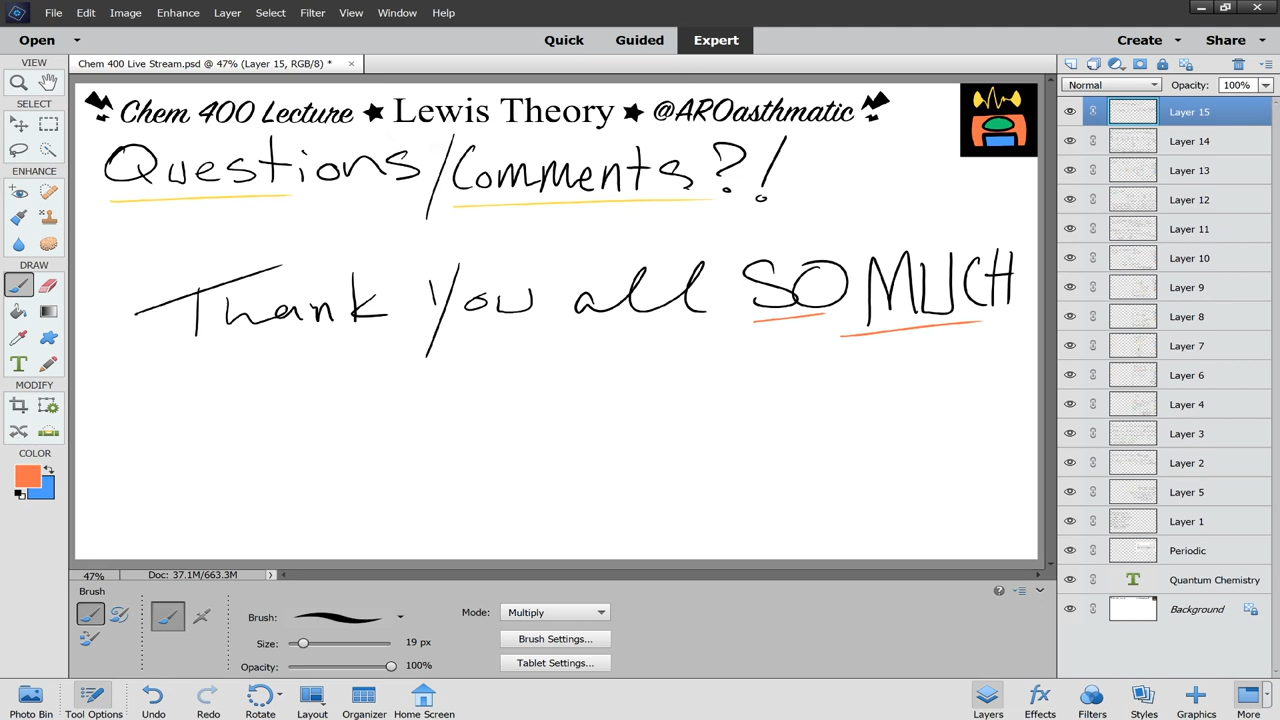 File Edit Image Enhance Layer Select Filter View Window Help
Open Quick Guided Expert Create Share
VIEW
Chem 400 Live Stream.psd @ 47% (Layer 15, RGB/8) *
SELECT
ENHANCE
DRAW
MODIFY
COLOR
Chem 400 Lecture ★ Lewis Theory ★ @AROasthmatic
Questions/Comments?!
Thank You all SO MUCH
Normal Opacity: 100%
Layer 15
Layer 14
Layer 13
Layer 12
Layer 11
Layer 10
Layer 9
Layer 8
Layer 7
Layer 6
Layer 4
Layer 3
Layer 2
Layer 5
Layer 1
Periodic
T Quantum Chemistry
Background
47% Doc: 37.1M/663.3M
Brush
Brush: Mode: Multiply
Size: 19 px Brush Settings...
Opacity: 100% Tablet Settings...
Photo Bin Tool Options Undo Redo Rotate Layout Organizer Home Screen Layers Effects Filters Styles Graphics More